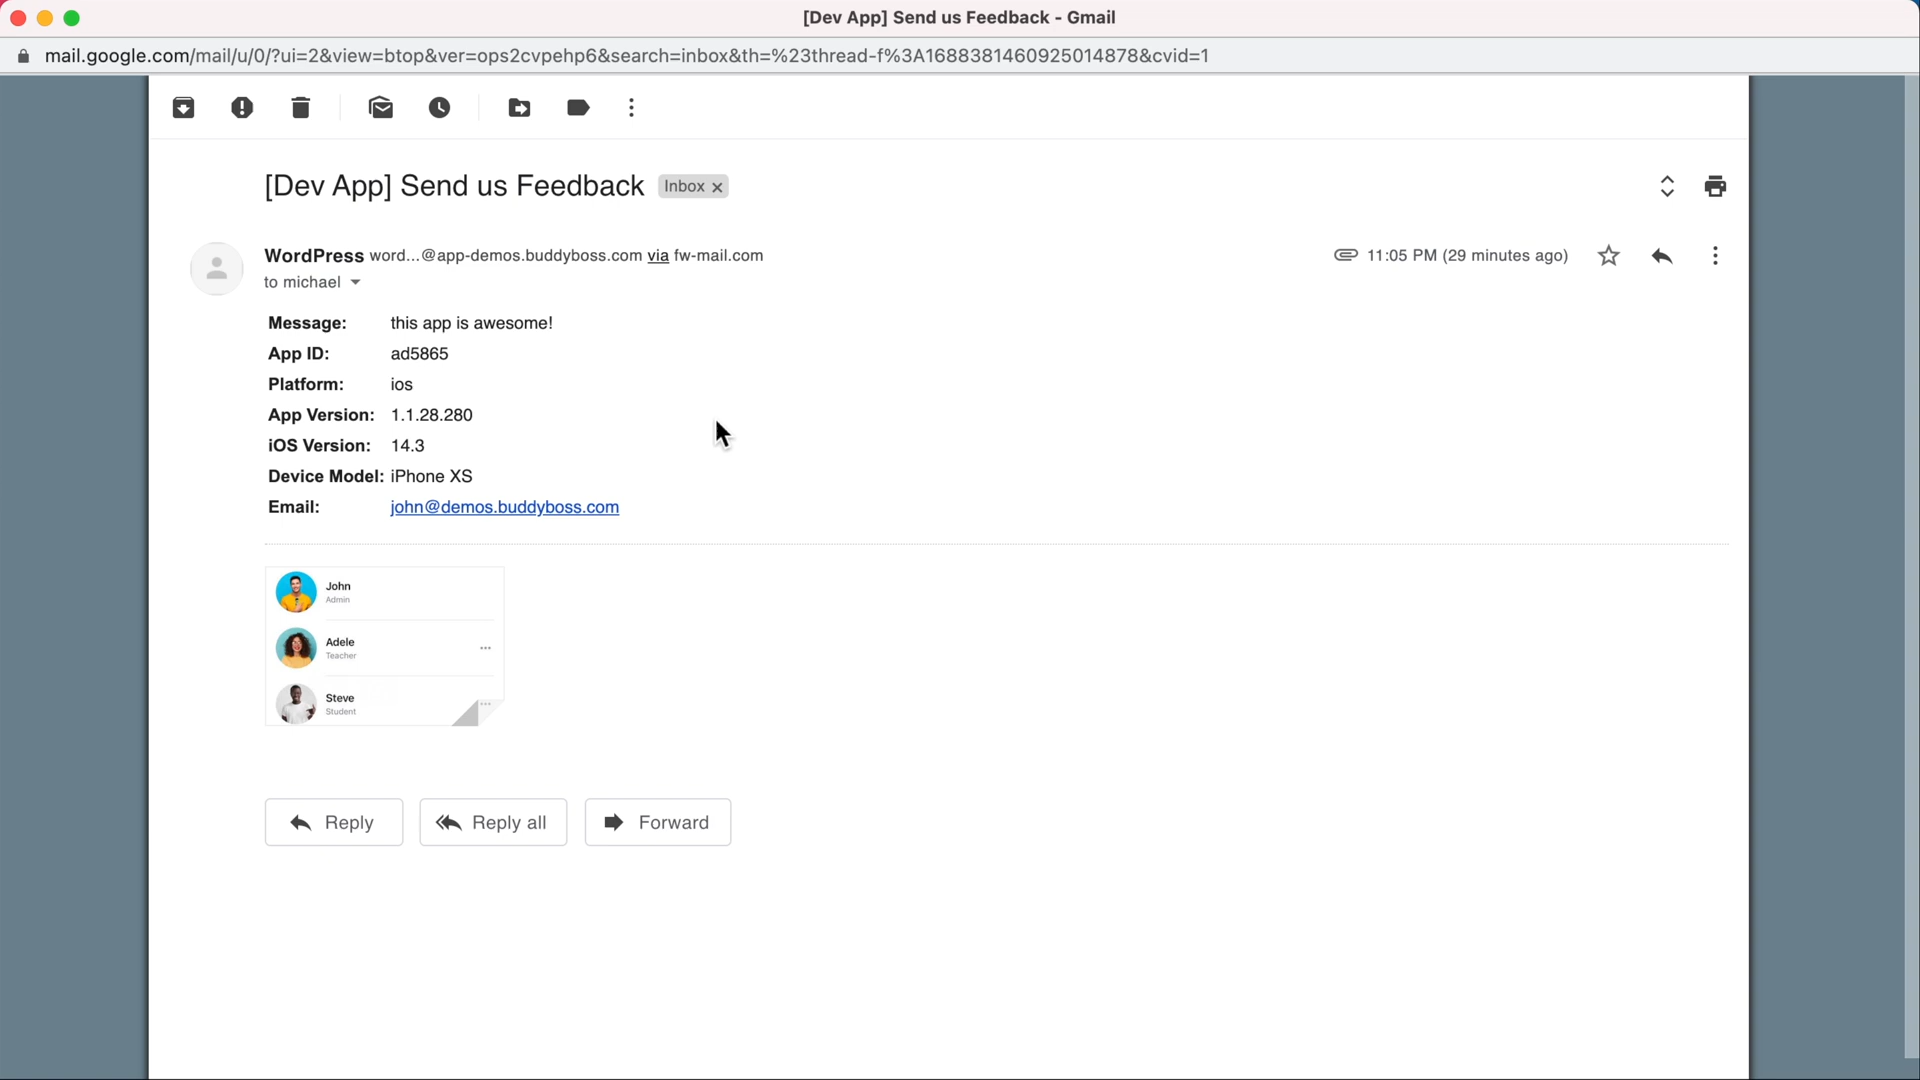 [Dev App] Send us Feedback - Gmail
mail.google.com/mail/u/0/?ui=2&view=btop&ver=ops2cvpehp6&search=inbox&th=%23thread-f%3A1688381460925014878&cvid=1
[Dev App] Send us Feedback Inbox ×
WordPress word...@app-demos.buddyboss.com via fw-mail.com 11:05 PM (29 minutes ago)
to michael
Message: this app is awesome!
App ID: ad5865
Platform: ios
App Version: 1.1.28.280
iOS Version: 14.3
Device Model: iPhone XS
Email: john@demos.buddyboss.com
John
Admin
Adele
Teacher
Steve
Student
Reply Reply all Forward